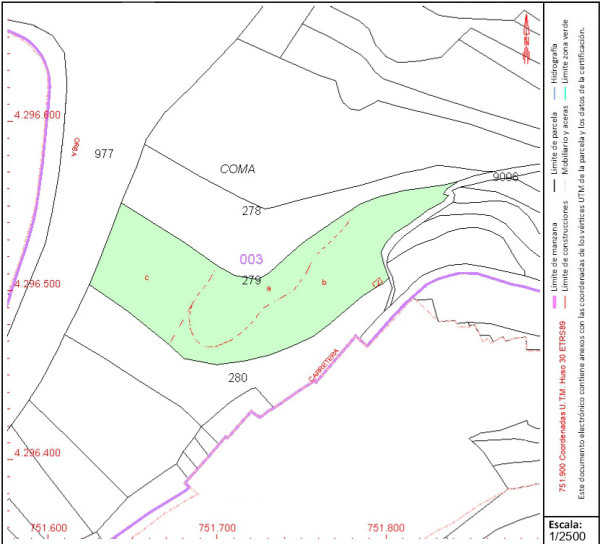 4.296.600
977
ORBA
COMA
9006
278
003
4.296.500
279
c
a
b
280
CARRETERA
4.296.400
751.600
751.700
751.800
Hidrografía
Límite zona verde
Límite de parcela
Mobiliario y aceras
Límite de manzana
Límite de construcciones
751.900 Coordenadas U.T.M. Huso 30 ETRS89
Este documento electrónico contiene anexos con las coordenadas de los vértices UTM de la parcela y los datos de la certificación.
Escala:
1/2500